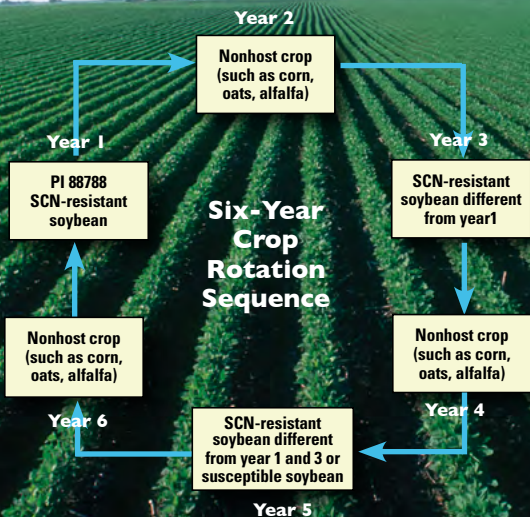 Year 2
Nonhost crop
(such as corn,
oats, alfalfa)
Year 1
PI 88788
SCN-resistant
soybean
Year 3
SCN-resistant
soybean different
from year1
Six-Year
Crop
Rotation
Sequence
Nonhost crop
(such as corn,
oats, alfalfa)
Year 4
SCN-resistant
soybean different
from year 1 and 3 or
susceptible soybean
Year 5
Nonhost crop
(such as corn,
oats, alfalfa)
Year 6